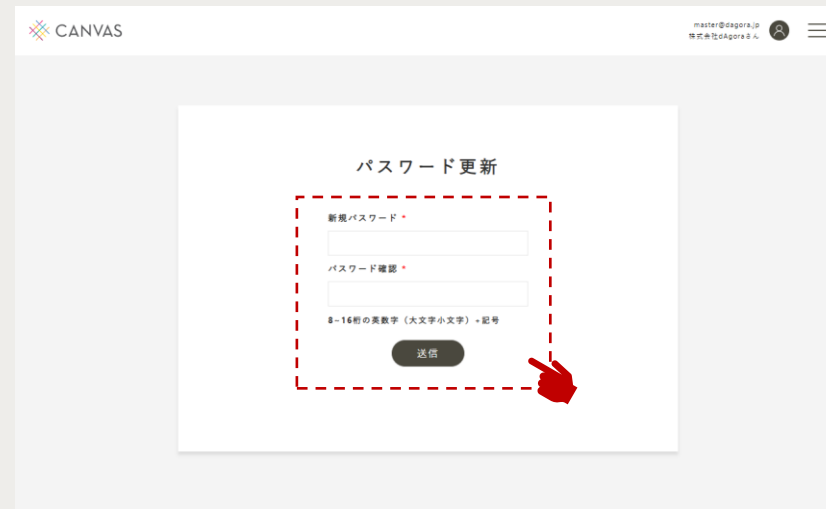 CANVAS
master@dagora.jp
株式会社dAgoraさん
パスワード更新
新規パスワード *
パスワード確認 *
8–16桁の英数字（大文字小文字）+記号
送信